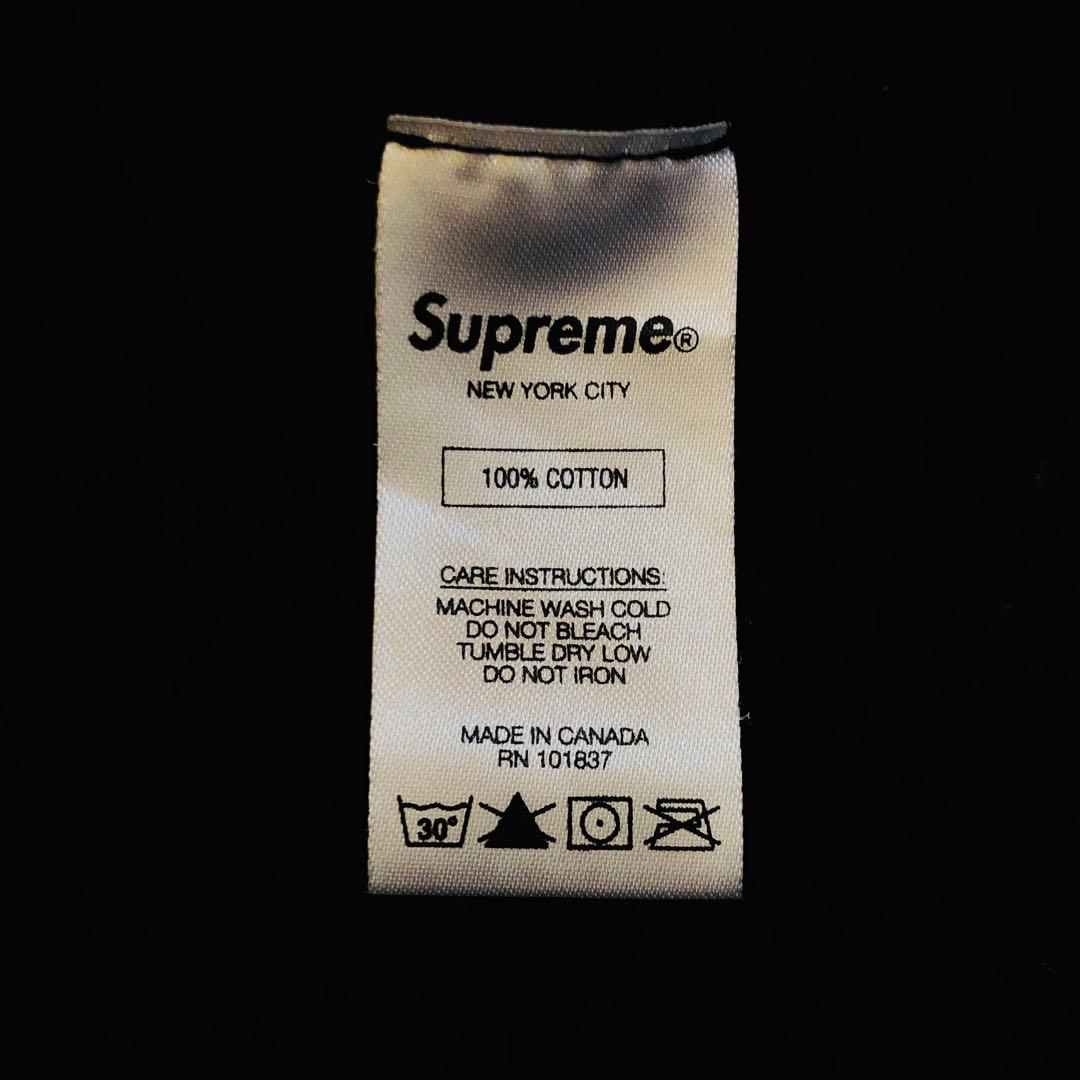 Supreme®
NEW YORK CITY
100% COTTON
CARE INSTRUCTIONS:
MACHINE WASH COLD
DO NOT BLEACH
TUMBLE DRY LOW
DO NOT IRON
MADE IN CANADA
RN 101837
30°